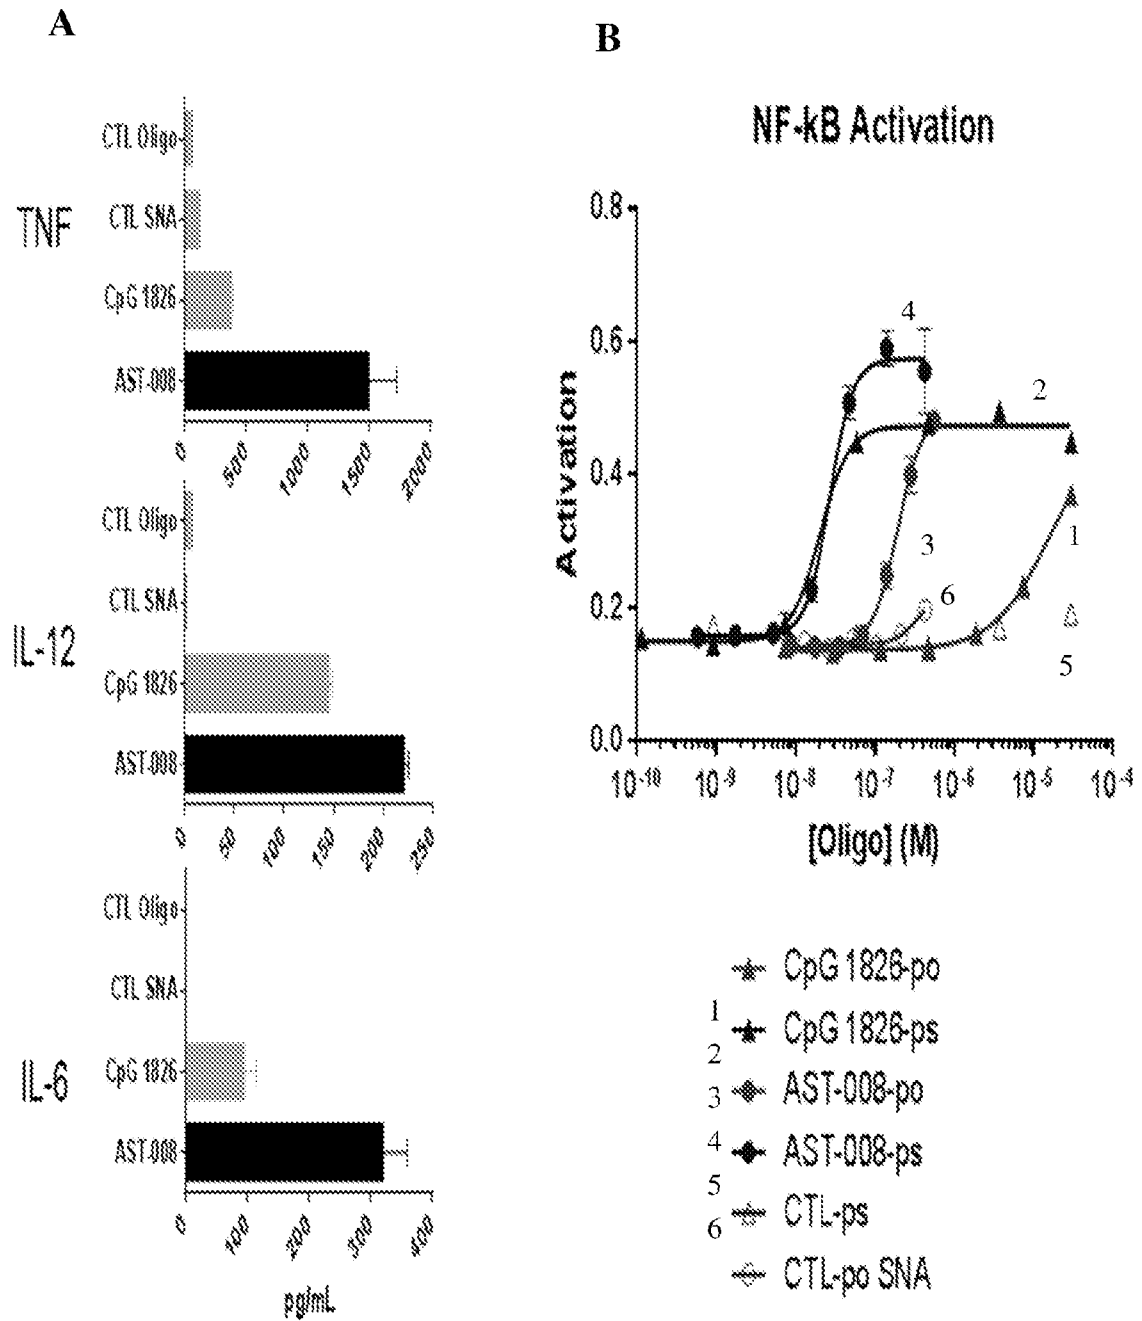 A
B
TNF
CTL Oligo
CTL SNA
CpG 1826
AST-008
0 500 1000 1500 2000
IL-12
CTL Oligo
CTL SNA
CpG 1826
AST-008
0 50 100 150 200 250
IL-6
CTL Oligo
CTL SNA
CpG 1826
AST-008
0 100 200 300 400
pg/mL
NF-kB Activation
Activation
0.8
0.6
0.4
0.2
0.0
4
2
3
1
6
5
10-10 10-9 10-8 10-7 10-6 10-5 10-4
[Oligo] (M)
CpG 1826-po
1
CpG 1826-ps
2
3 AST-008-po
4 AST-008-ps
5
CTL-ps
6
CTL-po SNA